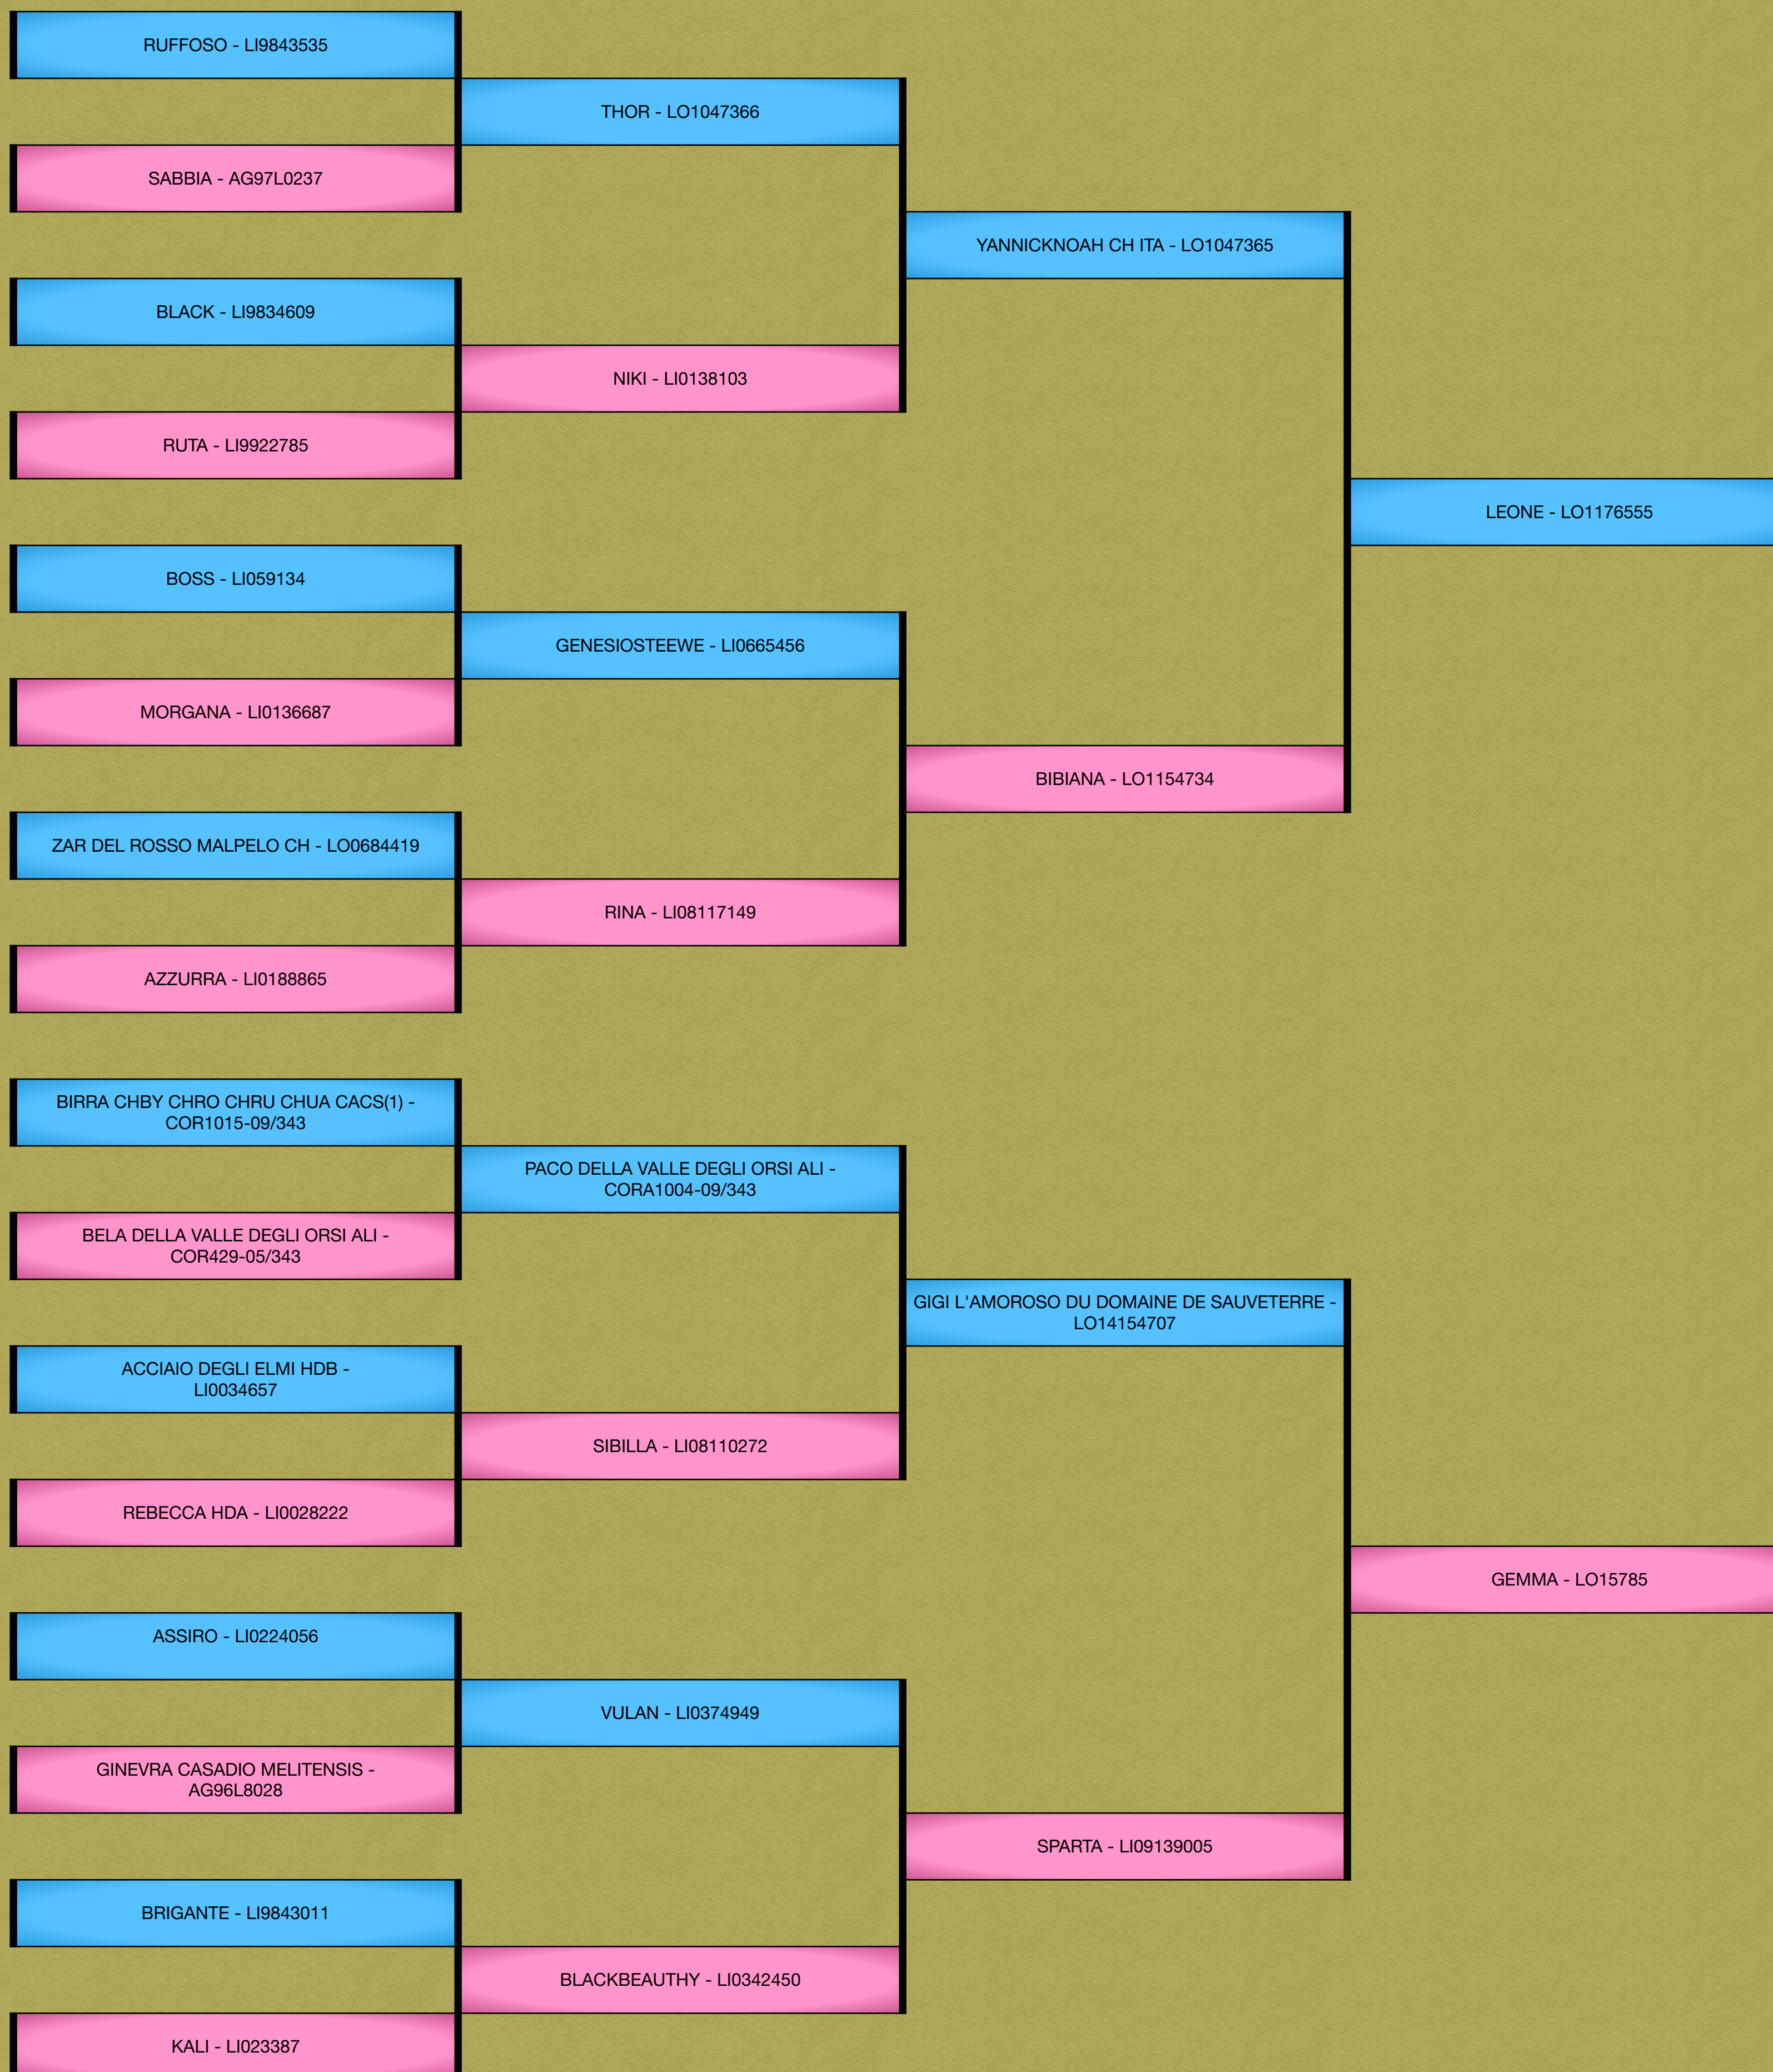 RUFFOSO - LI9843535
THOR - LO1047366
SABBIA - AG97L0237
YANNICKNOAH CH ITA - LO1047365
BLACK - LI9834609
NIKI - LI0138103
RUTA - LI9922785
LEONE - LO1176555
BOSS - LI059134
GENESIOSTEEWE - LI0665456
MORGANA - LI0136687
BIBIANA - LO1154734
ZAR DEL ROSSO MALPELO CH - LO0684419
RINA - LI08117149
AZZURRA - LI0188865
BIRRA CHBY CHRO CHRU CHUA CACS(1) -
COR1015-09/343
PACO DELLA VALLE DEGLI ORSI ALI -
CORA1004-09/343
BELA DELLA VALLE DEGLI ORSI ALI -
COR429-05/343
GIGI L'AMOROSO DU DOMAINE DE SAUVETERRE -
LO14154707
ACCIAIO DEGLI ELMI HDB -
LI0034657
SIBILLA - LI08110272
REBECCA HDA - LI0028222
GEMMA - LO15785
ASSIRO - LI0224056
VULAN - LI0374949
GINEVRA CASADIO MELITENSIS -
AG96L8028
SPARTA - LI09139005
BRIGANTE - LI9843011
BLACKBEAUTHY - LI0342450
KALI - LI023387